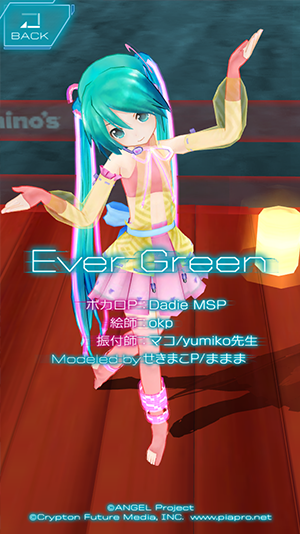 BACK
nino's
Ever Green
ボカロP：Dadie MSP
絵師：okp
振付師：マコ/yumiko先生
Modeled by せきまこP/ままま
©ANGEL Project
©Crypton Future Media, INC. www.piapro.net